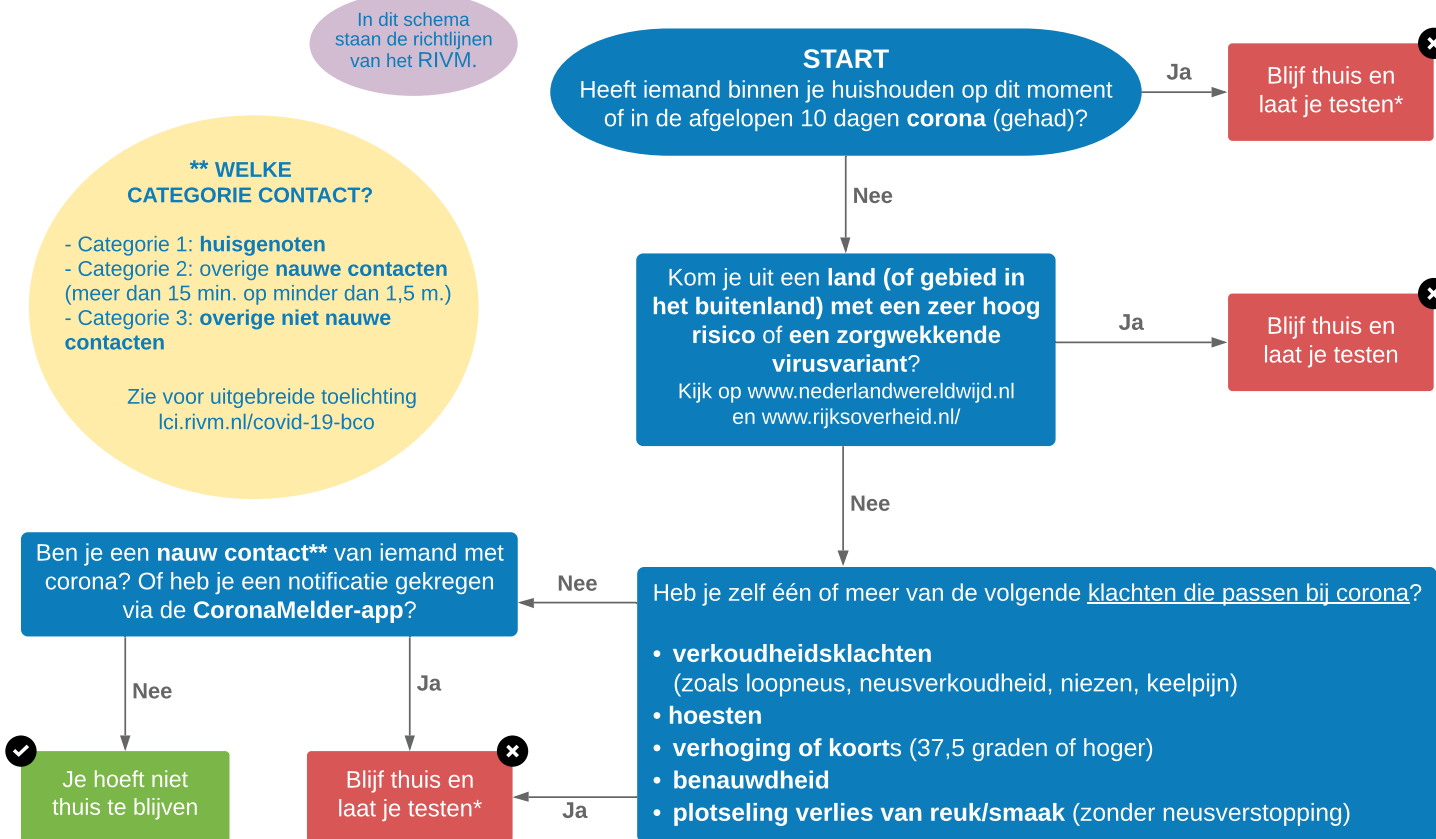 In dit schema
staan de richtlijnen
van het RIVM.
START
Heeft iemand binnen je huishouden op dit moment
of in de afgelopen 10 dagen corona (gehad)?
Ja
Blijf thuis en
laat je testen*
Nee
** WELKE
CATEGORIE CONTACT?
- Categorie 1: huisgenoten
- Categorie 2: overige nauwe contacten
(meer dan 15 min. op minder dan 1,5 m.)
- Categorie 3: overige niet nauwe
contacten
Zie voor uitgebreide toelichting
lci.rivm.nl/covid-19-bco
Kom je uit een land (of gebied in
het buitenland) met een zeer hoog
risico of een zorgwekkende
virusvariant?
Kijk op www.nederlandwereldwijd.nl
en www.rijksoverheid.nl/
Ja
Blijf thuis en
laat je testen
Nee
Heb je zelf één of meer van de volgende klachten die passen bij corona?
• verkoudheidsklachten
(zoals loopneus, neusverkoudheid, niezen, keelpijn)
• hoesten
• verhoging of koorts (37,5 graden of hoger)
• benauwdheid
• plotseling verlies van reuk/smaak (zonder neusverstopping)
Nee
Ben je een nauw contact** van iemand met
corona? Of heb je een notificatie gekregen
via de CoronaMelder-app?
Nee
Ja
Je hoeft niet
thuis te blijven
Blijf thuis en
laat je testen*
Ja